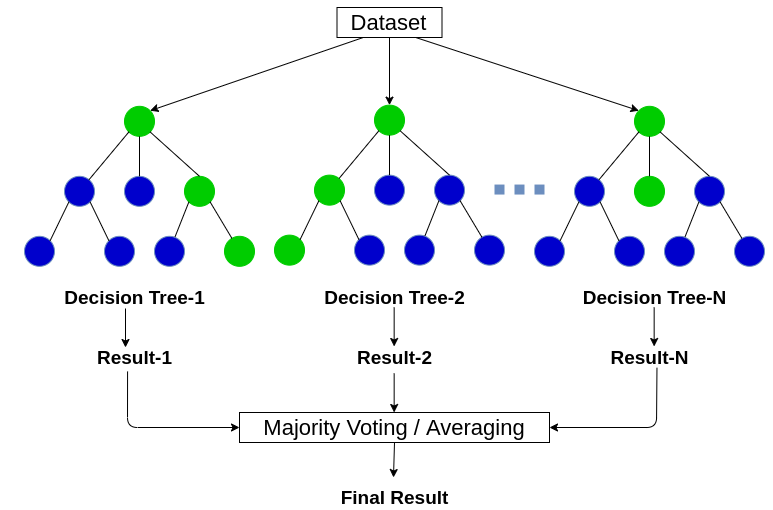 Dataset
Decision Tree-1
Decision Tree-2
Decision Tree-N
Result-1
Result-2
Result-N
Majority Voting / Averaging
Final Result